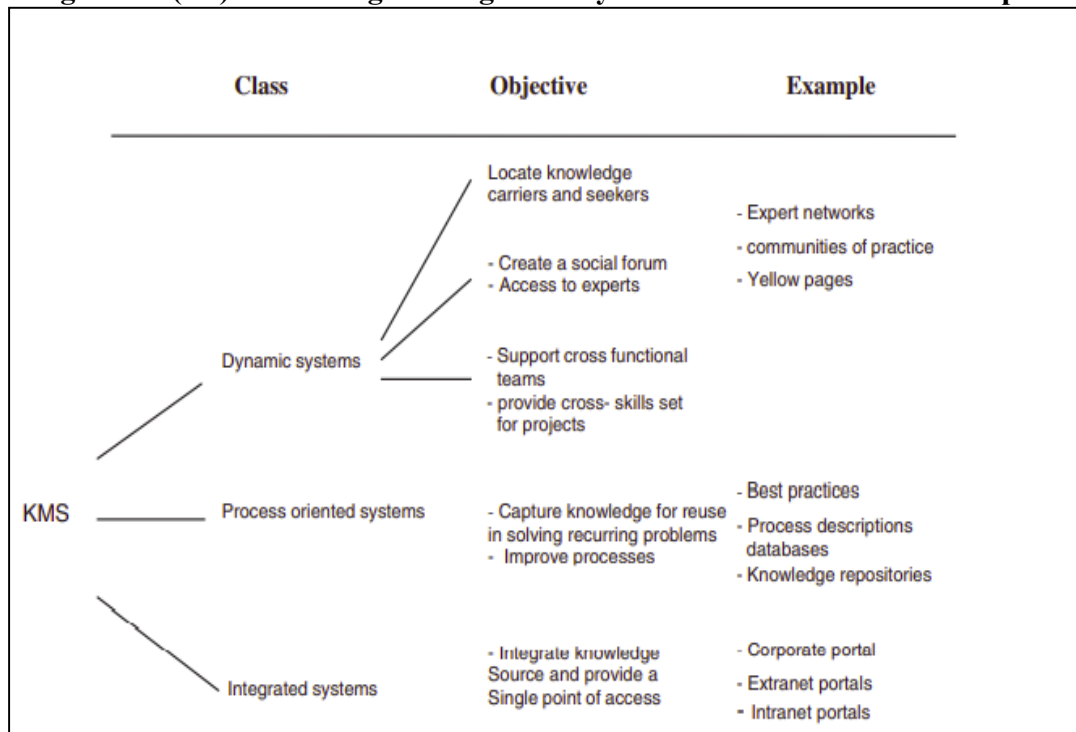 Class Objective Example
Locate knowledge
carriers and seekers
- Expert networks
- communities of practice
- Yellow pages
- Create a social forum
- Access to experts
Dynamic systems
- Support cross functional
teams
- provide cross- skills set
for projects
KMS
Process oriented systems
- Capture knowledge for reuse
in solving recurring problems
- Improve processes
- Best practices
- Process descriptions
databases
- Knowledge repositories
Integrated systems
- Integrate knowledge
Source and provide a
Single point of access
- Corporate portal
- Extranet portals
- Intranet portals